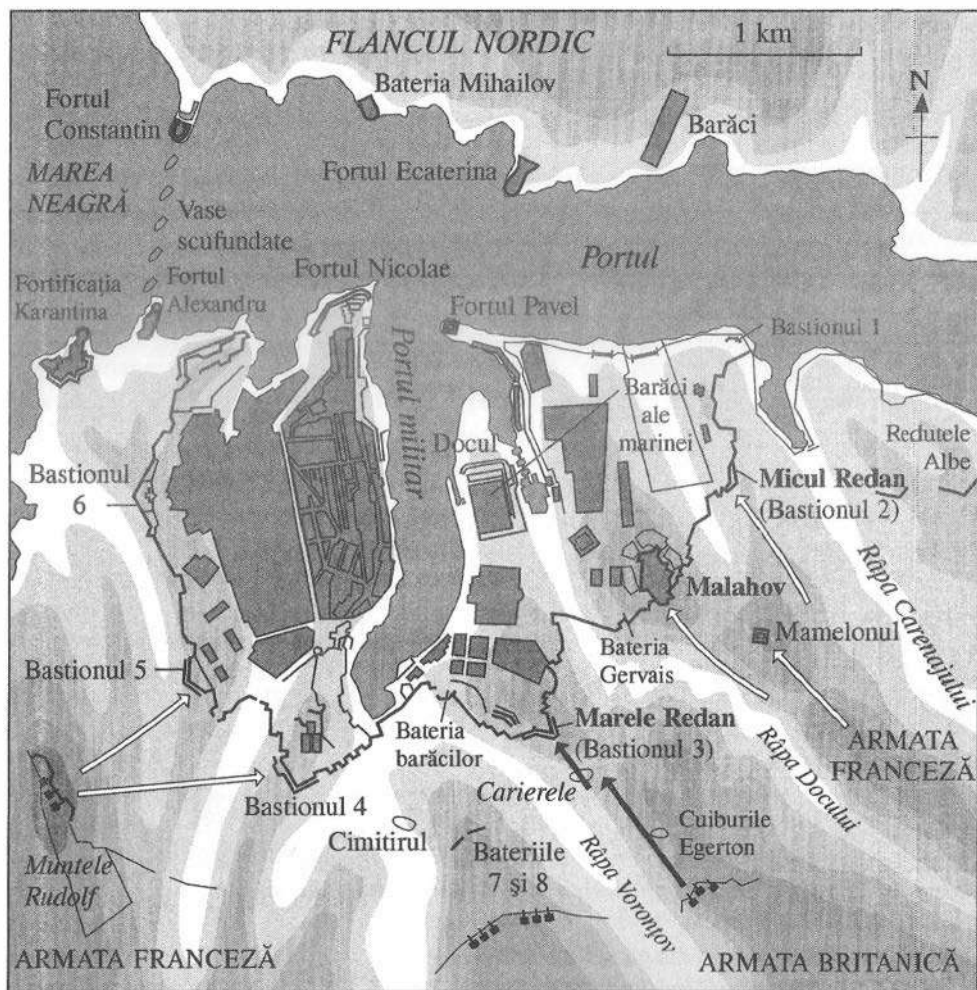 FLANCUL NORDIC
1 km
N
Bateria Mihailov
Fortul
Constantin
Barăci
MAREA
NEAGRĂ
Fortul Ecaterina
Vase
scufundate
Portul
Fortul Nicolae
Fortificația
Karantina
Fortul
Alexandru
Fortul Pavel
Bastionul 1
Portul militar
Barăci
ale
marinei
Docul
Redutele
Albe
Bastionul
6
Micul Redan
(Bastionul 2)
Râpa Carenajului
Malahov
Mamelonul
Bateria
Gervais
Bastionul 5
Marele Redan
(Bastionul 3)
Bateria
barăcilor
ARMATA
FRANCEZĂ
Râpa Docului
Carierele
Bastionul 4
Cimitirul
Cuiburile
Egerton
Bateriile
7 și 8
Muntele
Rudolf
Râpa Voronțov
ARMATA FRANCEZĂ
ARMATA BRITANICĂ